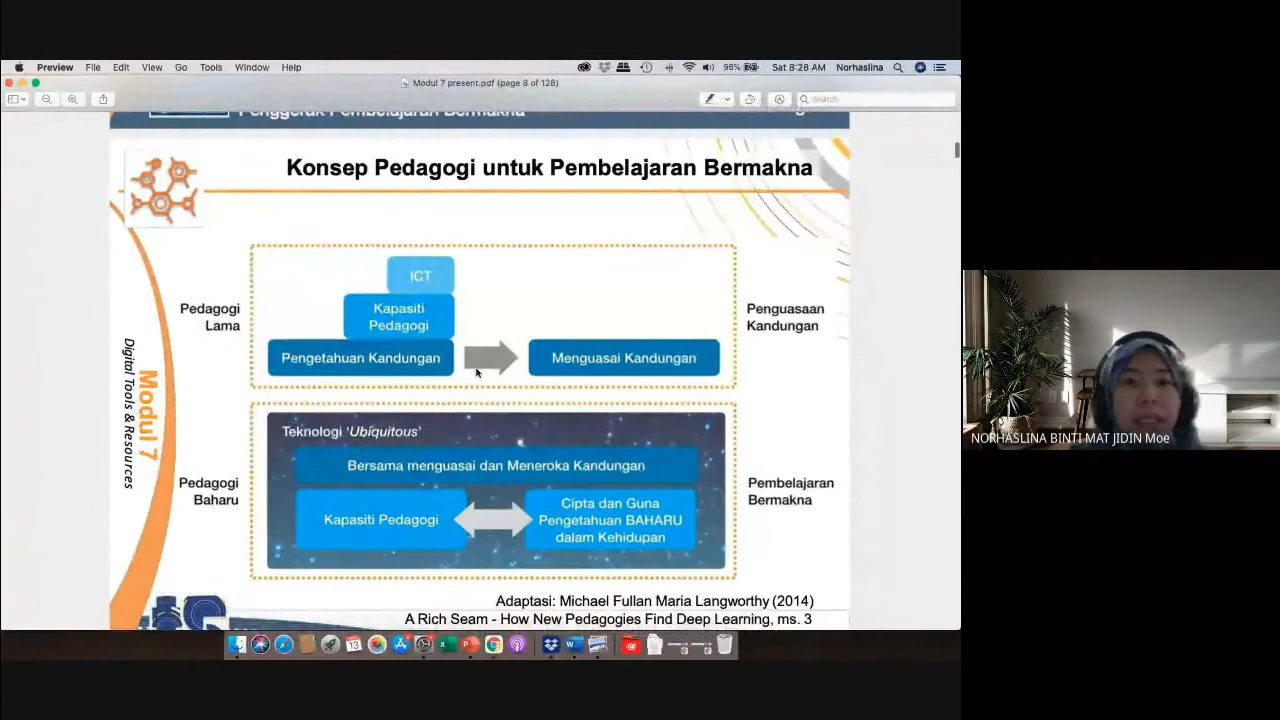 Preview File Edit View Go Tools Window Help
96% Sat 8:28 AM Norhaslina
Modul 7 present.pdf (page 8 of 128)
Search
Penggerak Pembelajaran Bermakna
Konsep Pedagogi untuk Pembelajaran Bermakna
ICT
Kapasiti
Pedagogi
Pengetahuan Kandungan
Menguasai Kandungan
Pedagogi
Lama
Penguasaan
Kandungan
Teknologi 'Ubiquitous'
Bersama menguasai dan Meneroka Kandungan
Kapasiti Pedagogi
Cipta dan Guna
Pengetahuan BAHARU
dalam Kehidupan
Pedagogi
Baharu
Pembelajaran
Bermakna
Modul 7
Digital Tools & Resources
Adaptasi: Michael Fullan Maria Langworthy (2014)
A Rich Seam - How New Pedagogies Find Deep Learning, ms. 3
NORHASLINA BINTI MAT JIDIN Moe